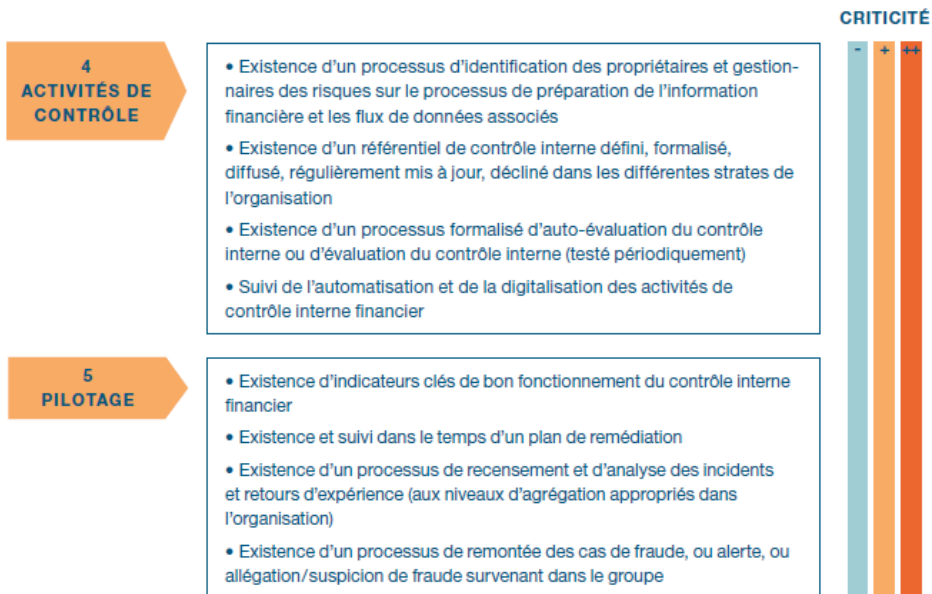 CRITICITÉ
- + ++
4
ACTIVITÉS DE
CONTRÔLE
• Existence d’un processus d’identification des propriétaires et gestion-
naires des risques sur le processus de préparation de l’information
financière et les flux de données associés
• Existence d’un référentiel de contrôle interne défini, formalisé,
diffusé, régulièrement mis à jour, décliné dans les différentes strates de
l’organisation
• Existence d’un processus formalisé d’auto-évaluation du contrôle
interne ou d’évaluation du contrôle interne (testé périodiquement)
• Suivi de l’automatisation et de la digitalisation des activités de
contrôle interne financier
5
PILOTAGE
• Existence d’indicateurs clés de bon fonctionnement du contrôle interne
financier
• Existence et suivi dans le temps d’un plan de remédiation
• Existence d’un processus de recensement et d’analyse des incidents
et retours d’expérience (aux niveaux d’agrégation appropriés dans
l’organisation)
• Existence d’un processus de remontée des cas de fraude, ou alerte, ou
allégation/suspicion de fraude survenant dans le groupe